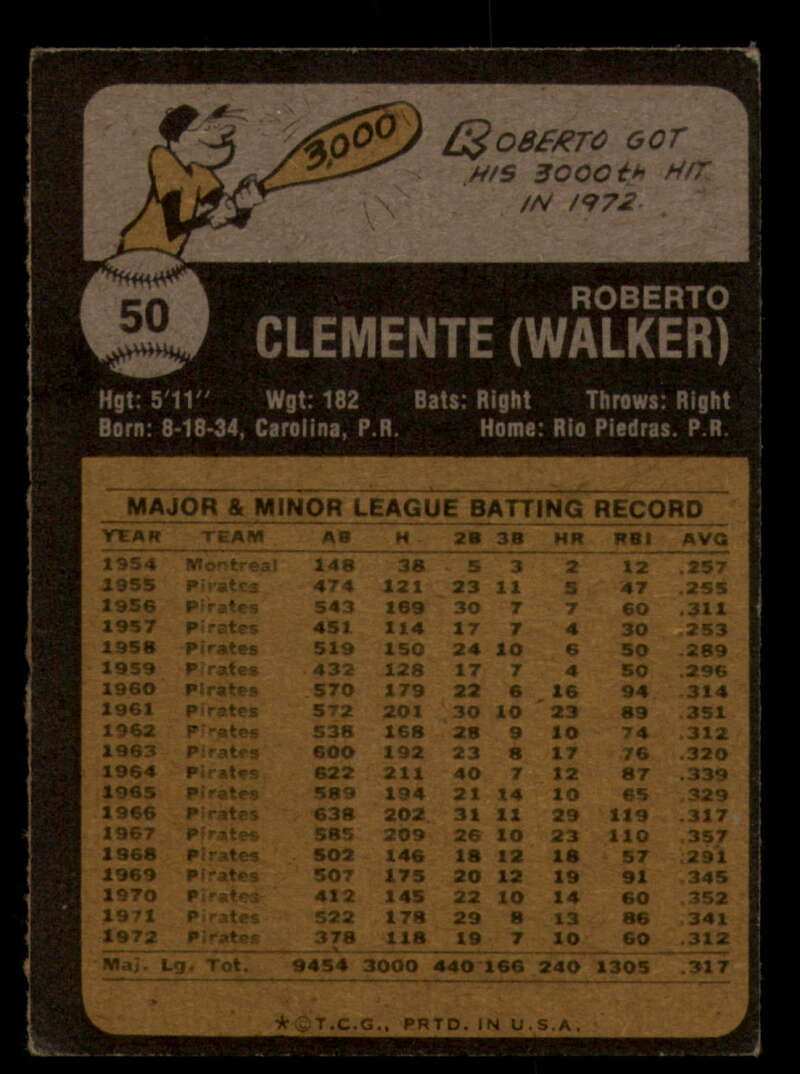 3,000
ROBERTO GOT
HIS 3000th HIT
IN 1972.
50
ROBERTO
CLEMENTE (WALKER)
Hgt: 5'11" Wgt: 182 Bats: Right Throws: Right
Born: 8-18-34, Carolina, P.R. Home: Rio Piedras. P.R.
MAJOR & MINOR LEAGUE BATTING RECORD
YEAR TEAM AB H 2B 3B HR RBI AVG
1954 Montreal 148 38 5 3 2 12 .257
1955 Pirates 474 121 23 11 5 47 .255
1956 Pirates 543 169 30 7 7 60 .311
1957 Pirates 451 114 17 7 4 30 .253
1958 Pirates 519 150 24 10 6 50 .289
1959 Pirates 432 128 17 7 4 50 .296
1960 Pirates 570 179 22 6 16 94 .314
1961 Pirates 572 201 30 10 23 89 .351
1962 Pirates 538 168 28 9 10 74 .312
1963 Pirates 600 192 23 8 17 76 .320
1964 Pirates 622 211 40 7 12 87 .339
1965 Pirates 589 194 21 14 10 65 .329
1966 Pirates 638 202 31 11 29 119 .317
1967 Pirates 585 209 26 10 23 110 .357
1968 Pirates 502 146 18 12 18 57 .291
1969 Pirates 507 175 20 12 19 91 .345
1970 Pirates 412 145 22 10 14 60 .352
1971 Pirates 522 178 29 8 13 86 .341
1972 Pirates 378 118 19 7 10 60 .312
Maj. Lg. Tot. 9454 3000 440 166 240 1305 .317
*©T.C.G., PRTD. IN U.S.A.